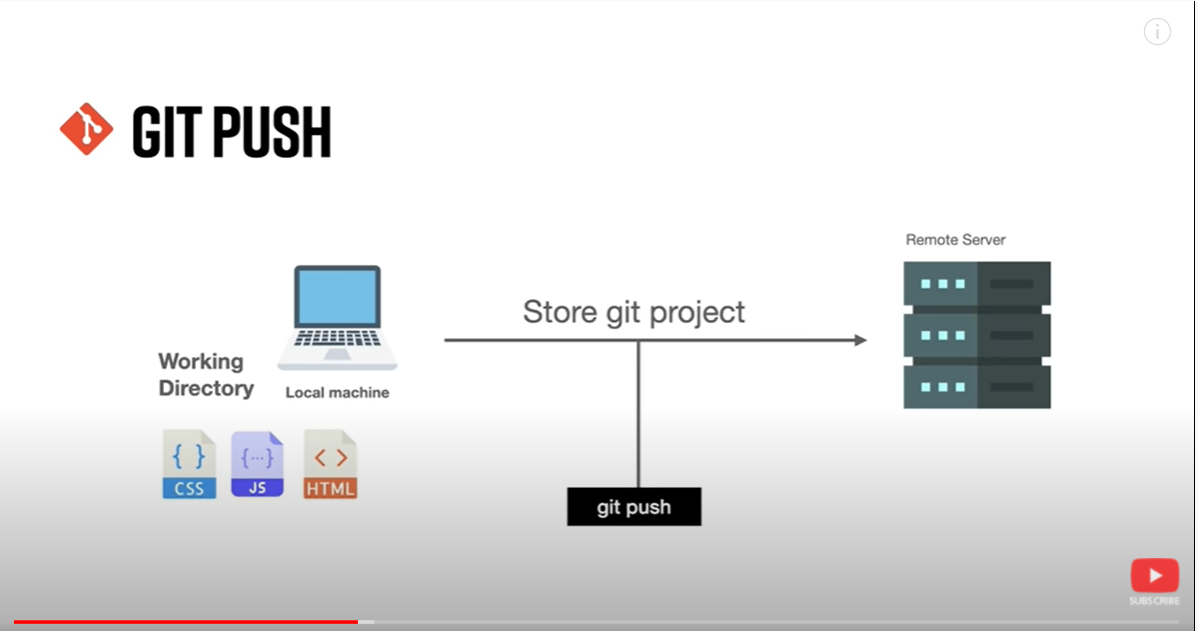 GIT PUSH
Remote Server
Store git project
Working
Directory
Local machine
{ }
CSS
{...}
JS
< >
HTML
git push
SUBSCRIBE